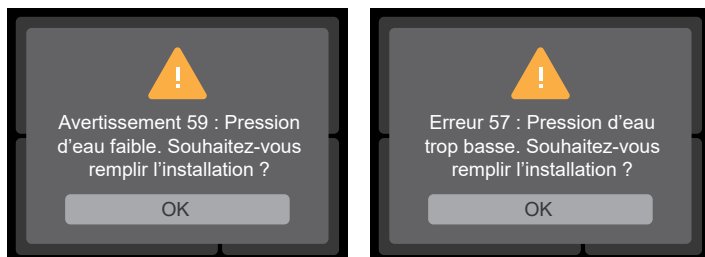 Avertissement 59 : Pression
d’eau faible. Souhaitez-vous
remplir l’installation ?
OK
Erreur 57 : Pression d’eau
trop basse. Souhaitez-vous
remplir l’installation ?
OK